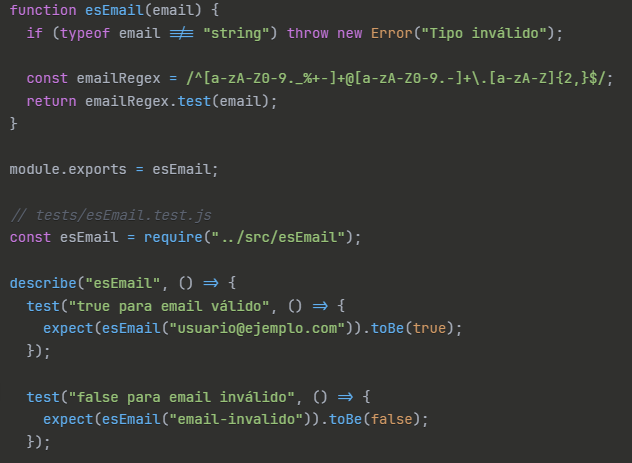 function esEmail(email) {
if (typeof email !== "string") throw new Error("Tipo inválido");
const emailRegex = /^[a-zA-Z0-9._%+-]+@[a-zA-Z0-9.-]+\.[a-zA-Z]{2,}$/;
return emailRegex.test(email);
}
module.exports = esEmail;
// tests/esEmail.test.js
const esEmail = require("../src/esEmail");
describe("esEmail", () => {
test("true para email válido", () => {
expect(esEmail("usuario@ejemplo.com")).toBe(true);
});
test("false para email inválido", () => {
expect(esEmail("email-invalido")).toBe(false);
});